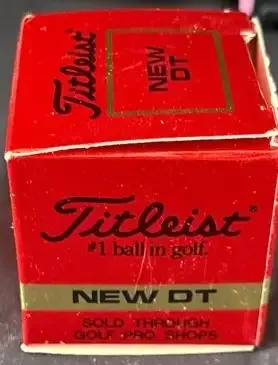 Titleist
NEW
DT
Titleist®
#1 ball in golf.
NEW DT
SOLD THROUGH
GOLF PRO SHOPS